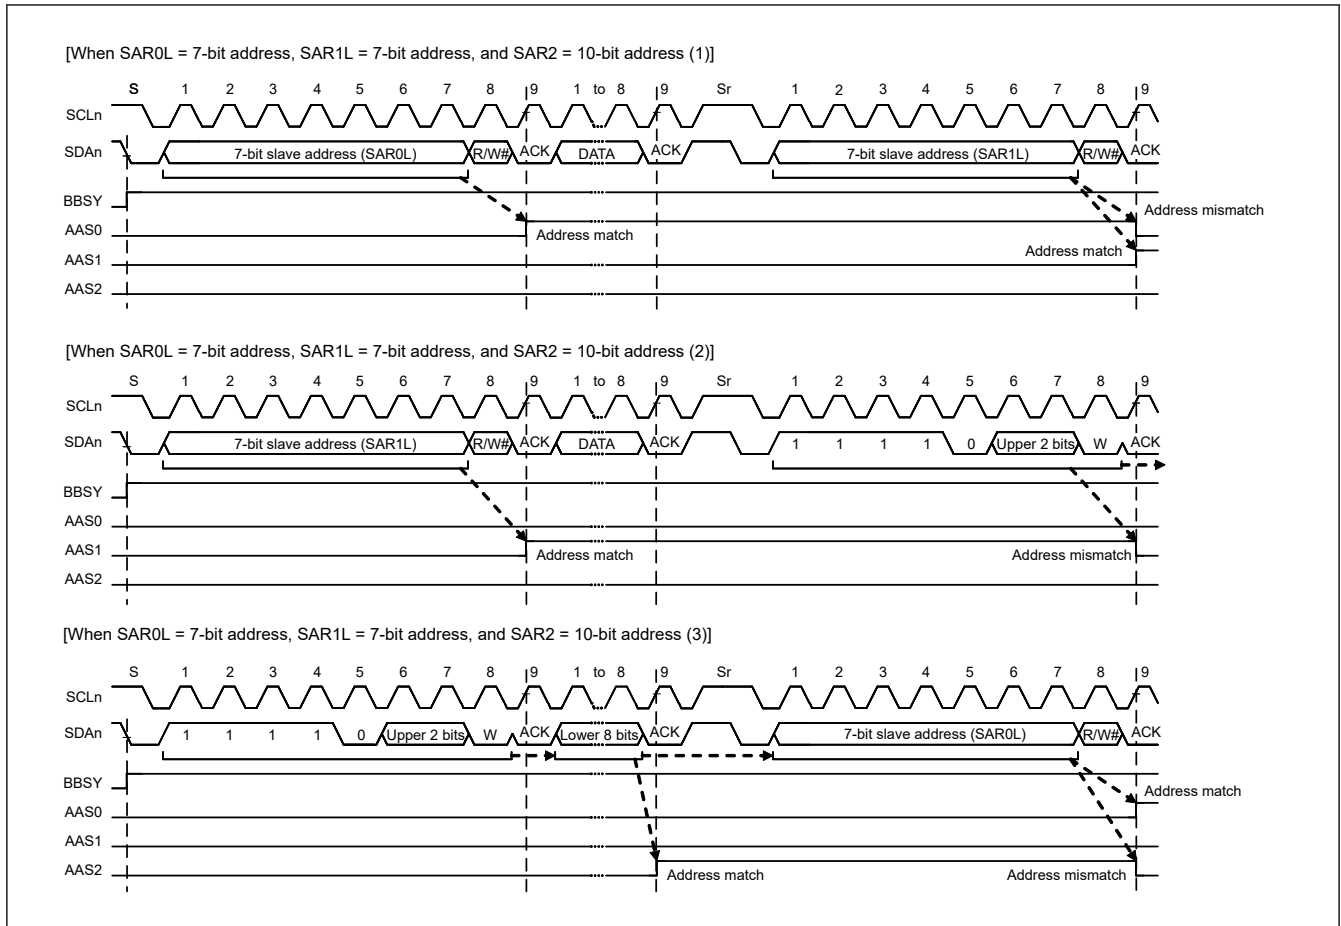 [When SAR0L = 7-bit address, SAR1L = 7-bit address, and SAR2 = 10-bit address (1)]
S 1 2 3 4 5 6 7 8 9 1 to 8 9 Sr 1 2 3 4 5 6 7 8 9
SCLn
SDAn 7-bit slave address (SAR0L) R/W# ACK DATA ACK 7-bit slave address (SAR1L) R/W# ACK
BBSY
Address mismatch
AAS0 Address match
Address match
AAS1
AAS2
[When SAR0L = 7-bit address, SAR1L = 7-bit address, and SAR2 = 10-bit address (2)]
S 1 2 3 4 5 6 7 8 9 1 to 8 9 Sr 1 2 3 4 5 6 7 8 9
SCLn
SDAn 7-bit slave address (SAR1L) R/W# ACK DATA ACK 1 1 1 1 0 Upper 2 bits W ACK
BBSY
AAS0
AAS1 Address match Address mismatch
AAS2
[When SAR0L = 7-bit address, SAR1L = 7-bit address, and SAR2 = 10-bit address (3)]
S 1 2 3 4 5 6 7 8 9 1 to 8 9 Sr 1 2 3 4 5 6 7 8 9
SCLn
SDAn 1 1 1 1 0 Upper 2 bits W ACK Lower 8 bits ACK 7-bit slave address (SAR0L) R/W# ACK
BBSY
Address match
AAS0
AAS1
AAS2 Address match Address mismatch